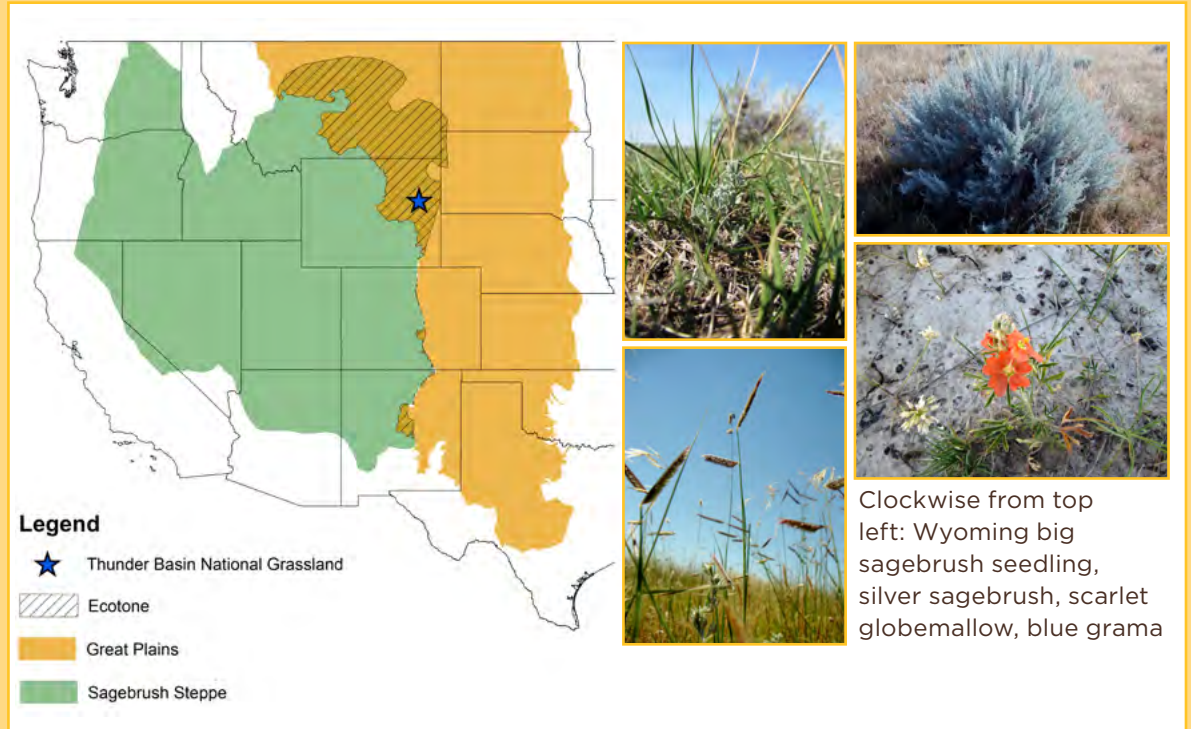 Legend
Thunder Basin National Grassland
Ecotone
Great Plains
Sagebrush Steppe
Clockwise from top
left: Wyoming big
sagebrush seedling,
silver sagebrush, scarlet
globemallow, blue grama